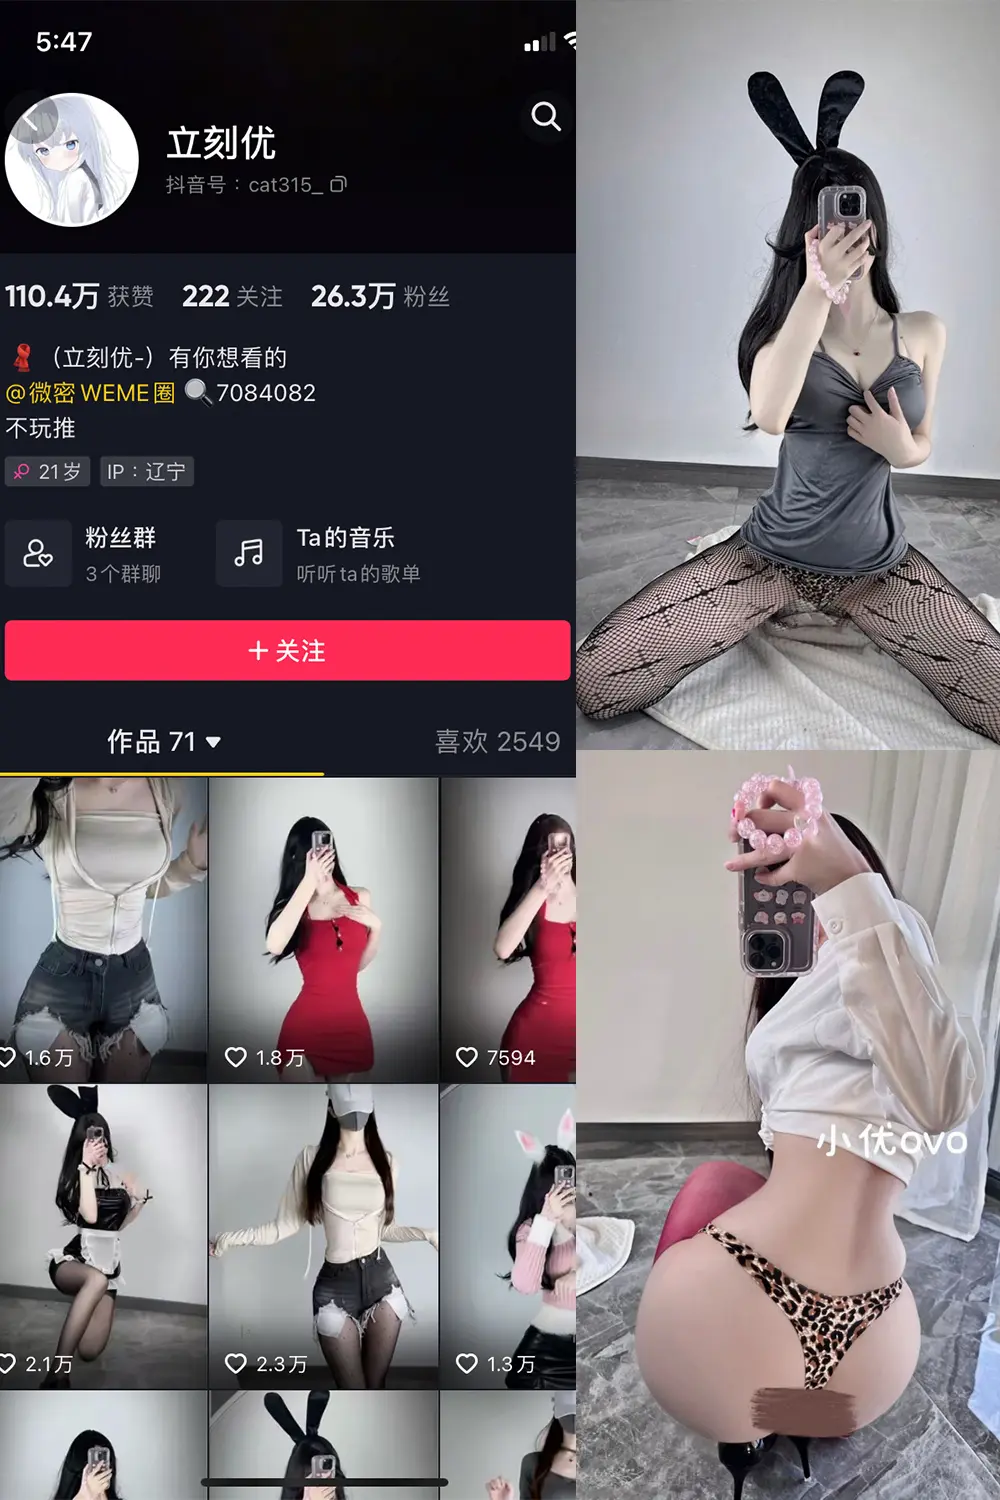 5:47
立刻优
抖音号：cat315_
110.4万 获赞 222 关注 26.3万 粉丝
（立刻优-）有你想看的
@微密 WEME圈 7084082
不玩推
21岁 IP：辽宁
粉丝群
3个群聊
Ta的音乐
听听ta的歌单
+ 关注
作品 71
喜欢 2549
1.6万
1.8万
7594
2.1万
2.3万
1.3万
小优ovo